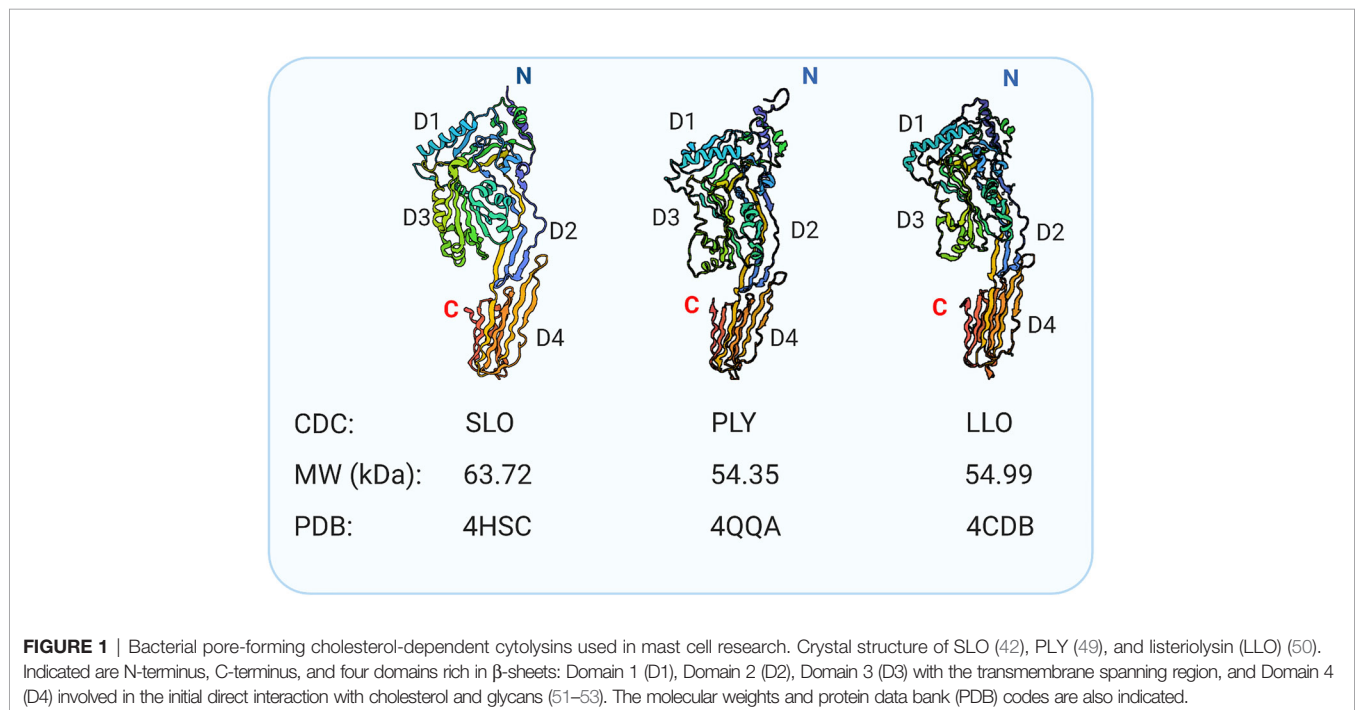 N N N
D1 D1 D1
D3 D3 D3
D2 D2 D2
C C C
D4 D4 D4
CDC: SLO PLY LLO
MW (kDa): 63.72 54.35 54.99
PDB: 4HSC 4QQA 4CDB
FIGURE 1 | Bacterial pore-forming cholesterol-dependent cytolysins used in mast cell research. Crystal structure of SLO (42), PLY (49), and listeriolysin (LLO) (50).
Indicated are N-terminus, C-terminus, and four domains rich in β-sheets: Domain 1 (D1), Domain 2 (D2), Domain 3 (D3) with the transmembrane spanning region, and Domain 4
(D4) involved in the initial direct interaction with cholesterol and glycans (51–53). The molecular weights and protein data bank (PDB) codes are also indicated.